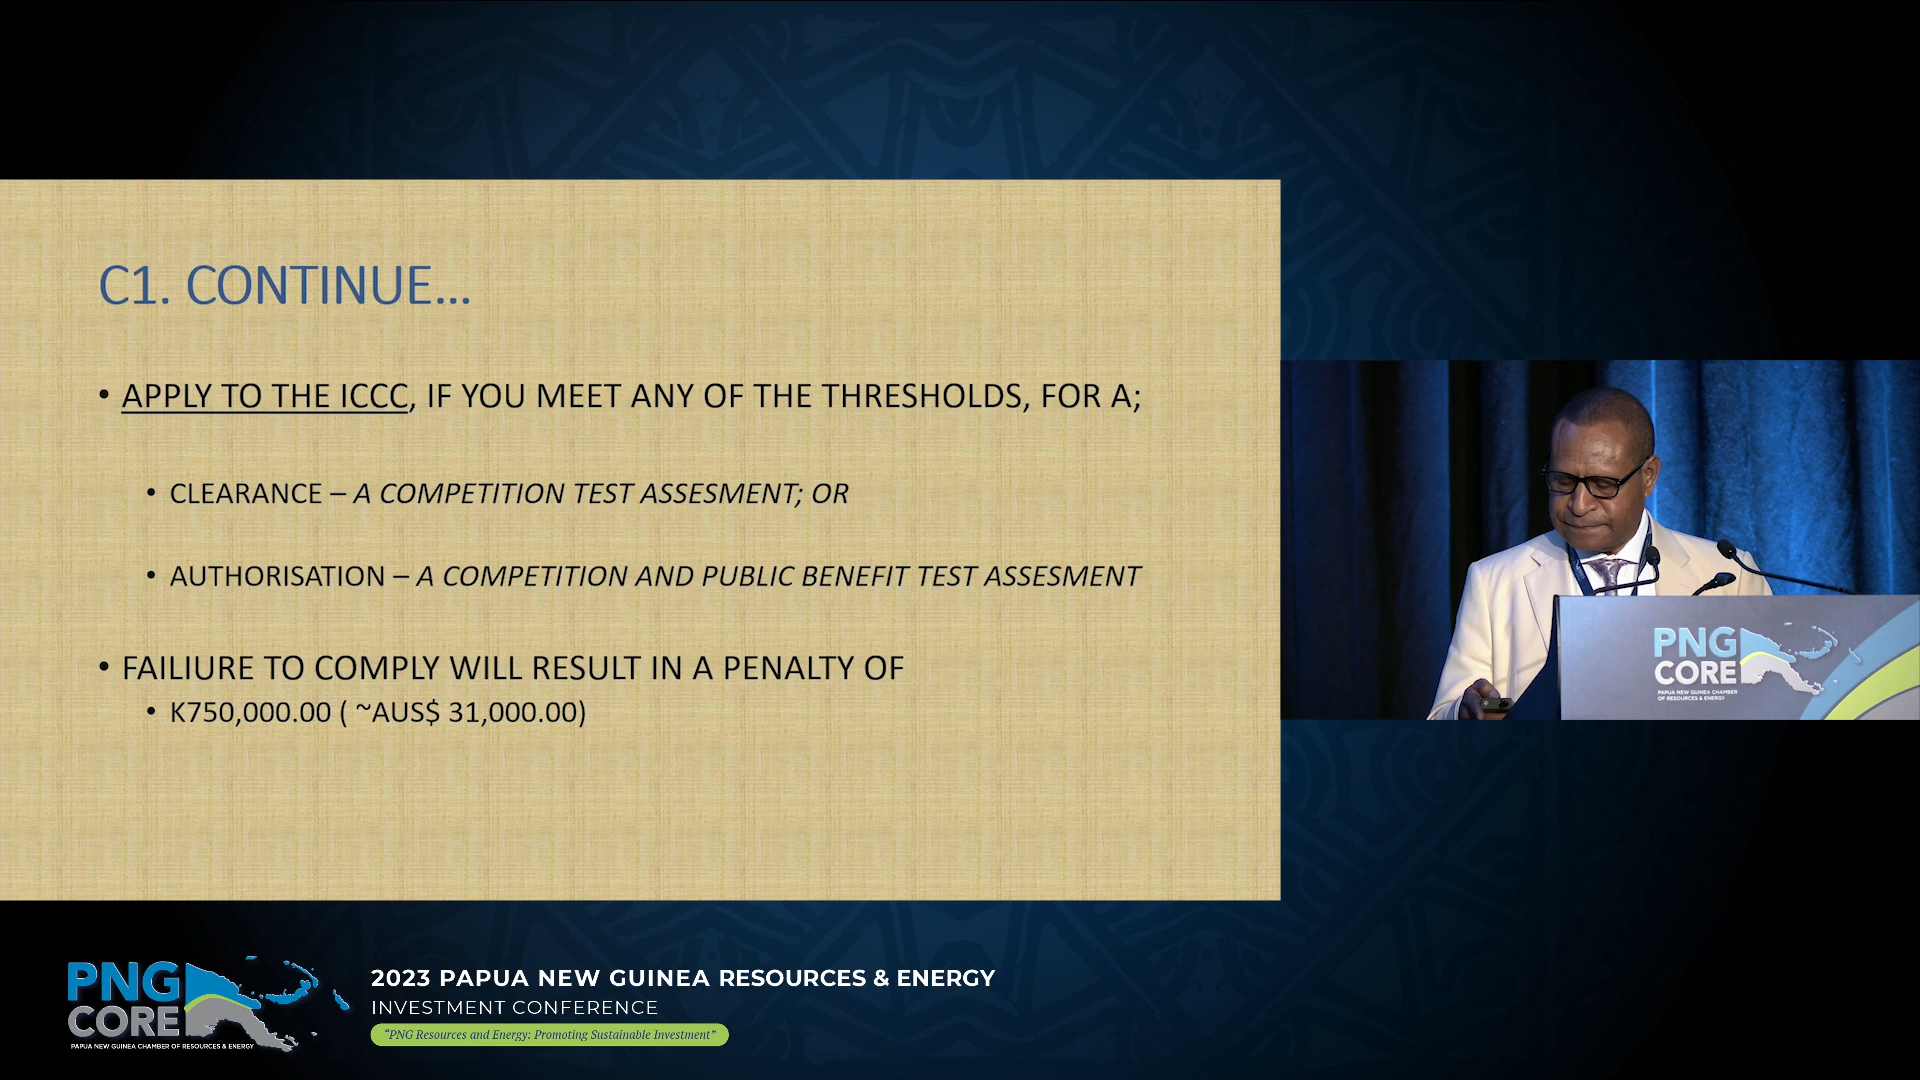 C1. CONTINUE...
• APPLY TO THE ICCC, IF YOU MEET ANY OF THE THRESHOLDS, FOR A;
• CLEARANCE – A COMPETITION TEST ASSESMENT; OR
• AUTHORISATION – A COMPETITION AND PUBLIC BENEFIT TEST ASSESMENT
• FAILIURE TO COMPLY WILL RESULT IN A PENALTY OF
• K750,000.00 ( ~AUS$ 31,000.00)
PNG
CORE
PAPUA NEW GUINEA CHAMBER
OF RESOURCES & ENERGY
PNG
CORE
PAPUA NEW GUINEA CHAMBER OF RESOURCES & ENERGY
2023 PAPUA NEW GUINEA RESOURCES & ENERGY
INVESTMENT CONFERENCE
"PNG Resources and Energy: Promoting Sustainable Investment"